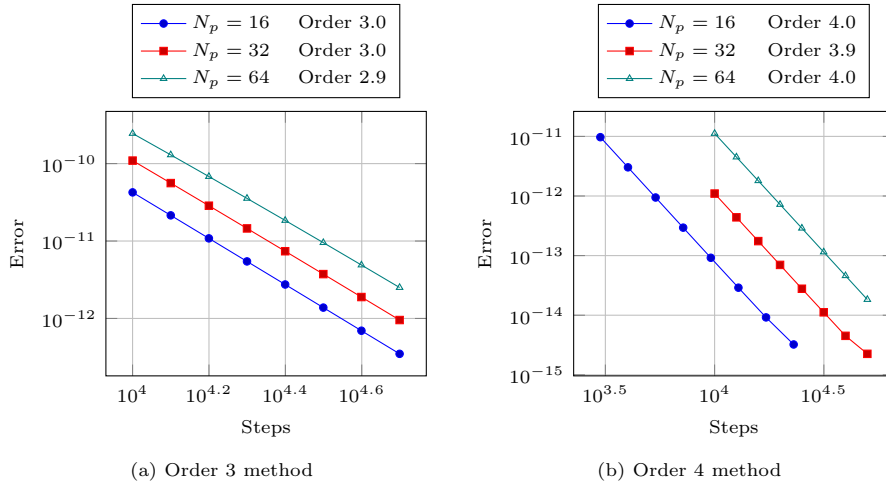 N_p = 16 Order 3.0
N_p = 32 Order 3.0
N_p = 64 Order 2.9
10^−10
10^−11
10^−12
Error
10^4
10^4.2
10^4.4
10^4.6
Steps
(a) Order 3 method
N_p = 16 Order 4.0
N_p = 32 Order 3.9
N_p = 64 Order 4.0
10^−11
10^−12
10^−13
10^−14
10^−15
Error
10^3.5
10^4
10^4.5
Steps
(b) Order 4 method